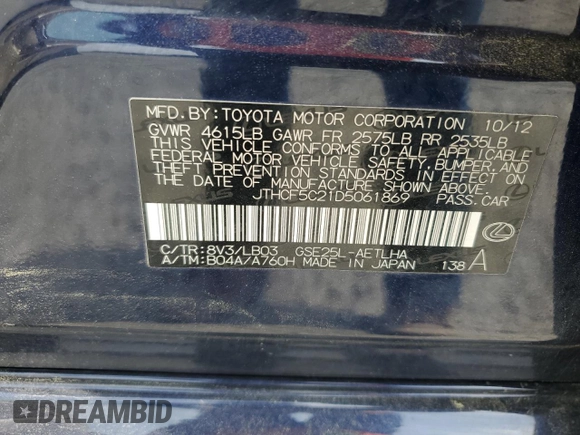 MFD. BY: TOYOTA MOTOR CORPORATION 10/12
GVWR 4615LB GAWR FR 2575LB RR 2535LB
THIS VEHICLE CONFORMS TO ALL APPLICABLE
FEDERAL MOTOR VEHICLE SAFETY, BUMPER, AND
THEFT PREVENTION STANDARDS IN EFFECT ON
THE DATE OF MANUFACTURE SHOWN ABOVE.
JTHCF5C21D5061869 PASS. CAR
C/TR: 8V3/LB03 GSE25L-AETLHA
A/TM: B04A/A760H MADE IN JAPAN 138 A
DREAMBID